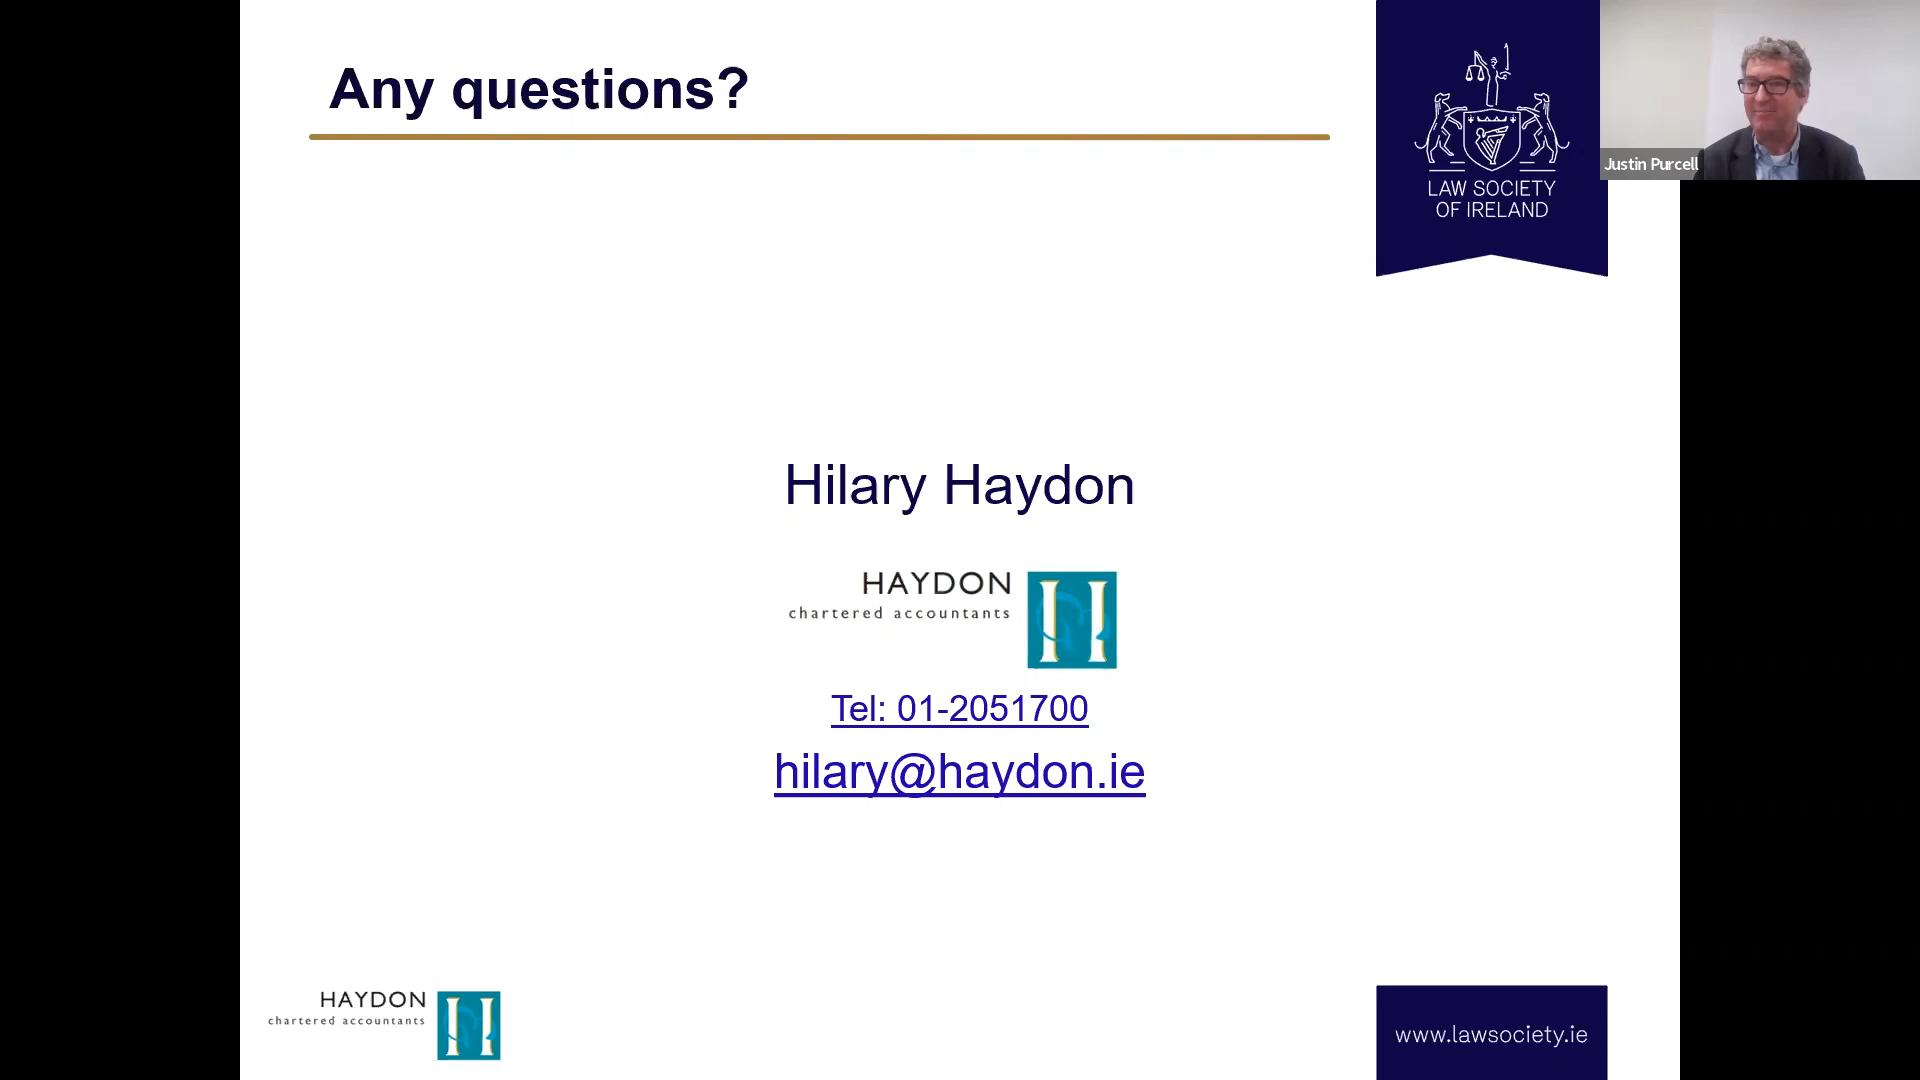 Any questions?
LAW SOCIETY
OF IRELAND
Justin Purcell
Hilary Haydon
HAYDON
chartered accountants
Tel: 01-2051700
hilary@haydon.ie
HAYDON
chartered accountants
www.lawsociety.ie